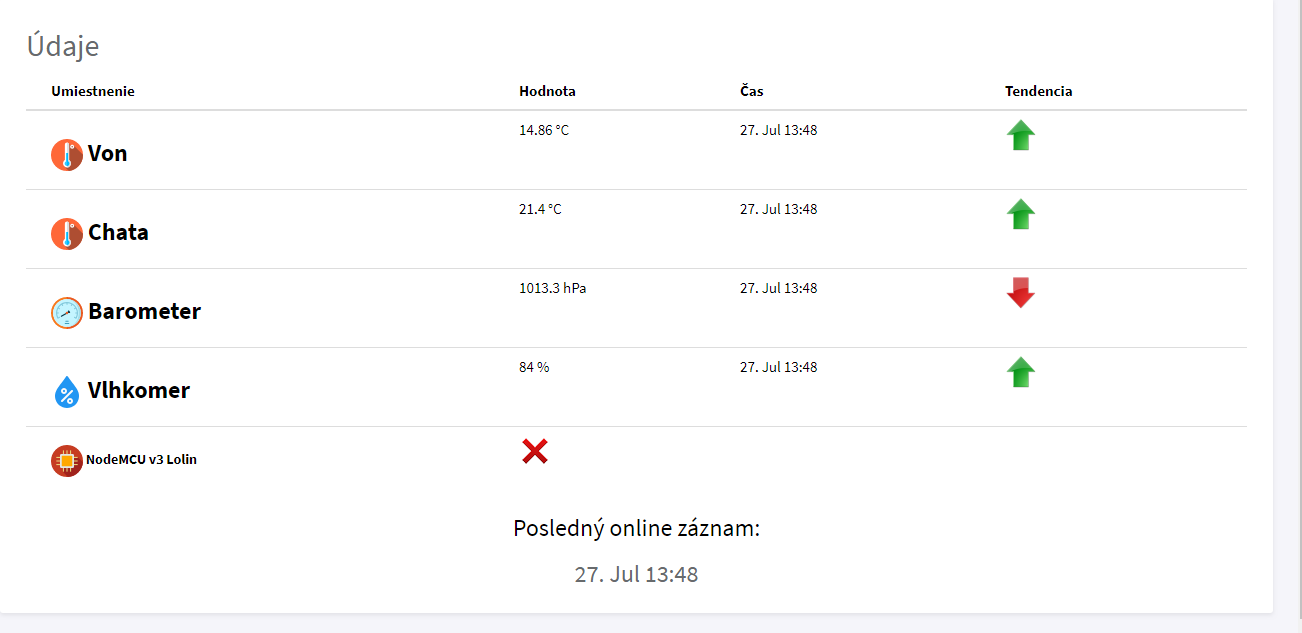 Údaje
Umiestnenie Hodnota Čas Tendencia
Von 14.86 °C 27. Jul 13:48
Chata 21.4 °C 27. Jul 13:48
Barometer 1013.3 hPa 27. Jul 13:48
Vlhkomer 84 % 27. Jul 13:48
NodeMCU v3 Lolin
Posledný online záznam:
27. Jul 13:48